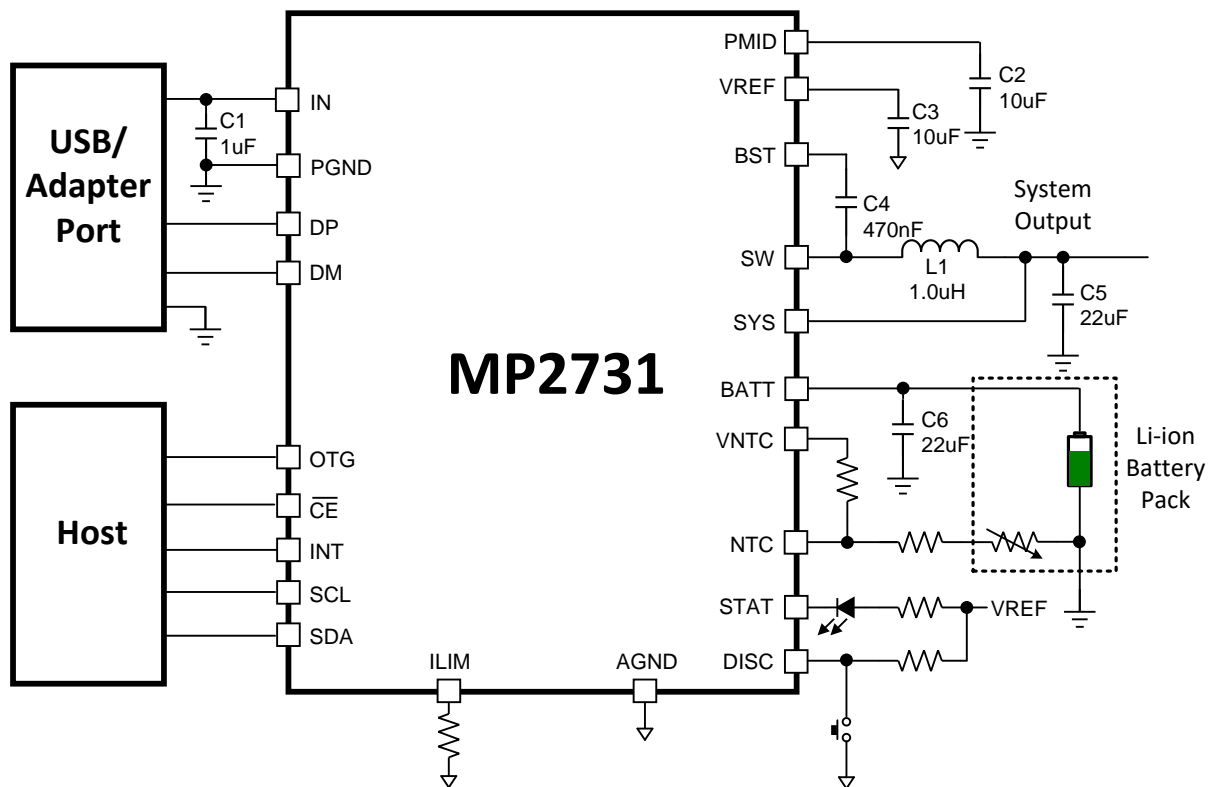 USB/
Adapter
Port
C1
1uF
IN
PGND
DP
DM
Host
OTG
CE
INT
SCL
SDA
MP2731
ILIM
AGND
PMID
VREF
BST
SW
SYS
BATT
VNTC
NTC
STAT
DISC
C2
10uF
C3
10uF
C4
470nF
L1
1.0uH
System
Output
C5
22uF
C6
22uF
Li-ion
Battery
Pack
VREF